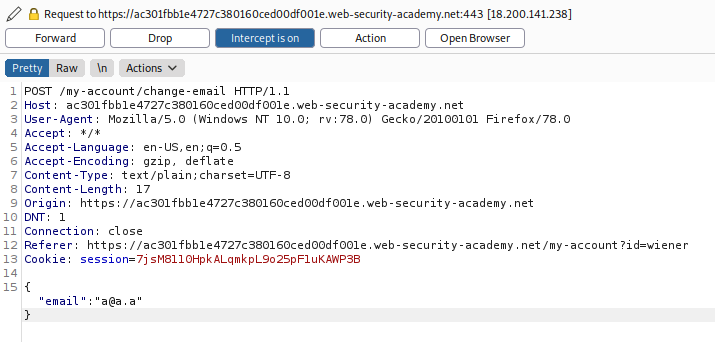 Request to https://ac301fbb1e4727c380160ced00df001e.web-security-academy.net:443 [18.200.141.238]
Forward Drop Intercept is on Action Open Browser
Pretty Raw \n Actions
1 POST /my-account/change-email HTTP/1.1
2 Host: ac301fbb1e4727c380160ced00df001e.web-security-academy.net
3 User-Agent: Mozilla/5.0 (Windows NT 10.0; rv:78.0) Gecko/20100101 Firefox/78.0
4 Accept: */*
5 Accept-Language: en-US,en;q=0.5
6 Accept-Encoding: gzip, deflate
7 Content-Type: text/plain;charset=UTF-8
8 Content-Length: 17
9 Origin: https://ac301fbb1e4727c380160ced00df001e.web-security-academy.net
10 DNT: 1
11 Connection: close
12 Referer: https://ac301fbb1e4727c380160ced00df001e.web-security-academy.net/my-account?id=wiener
13 Cookie: session=7jsM81l0HpkALqmkpL9o25pFluKAWP3B
14
15 {
"email":"a@a.a"
}